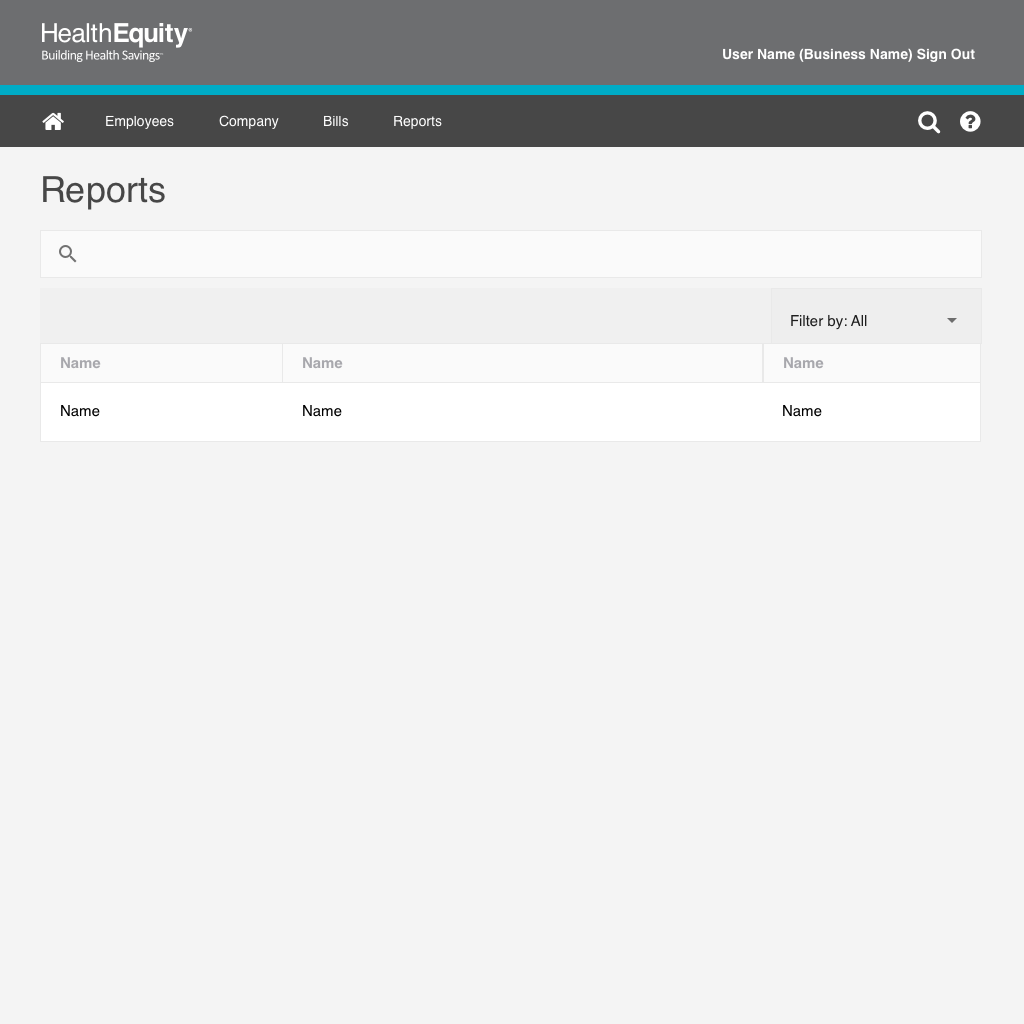 HealthEquity
Building Health Savings
User Name (Business Name) Sign Out
Employees Company Bills Reports
Reports
Filter by: All
Name Name Name
Name Name Name